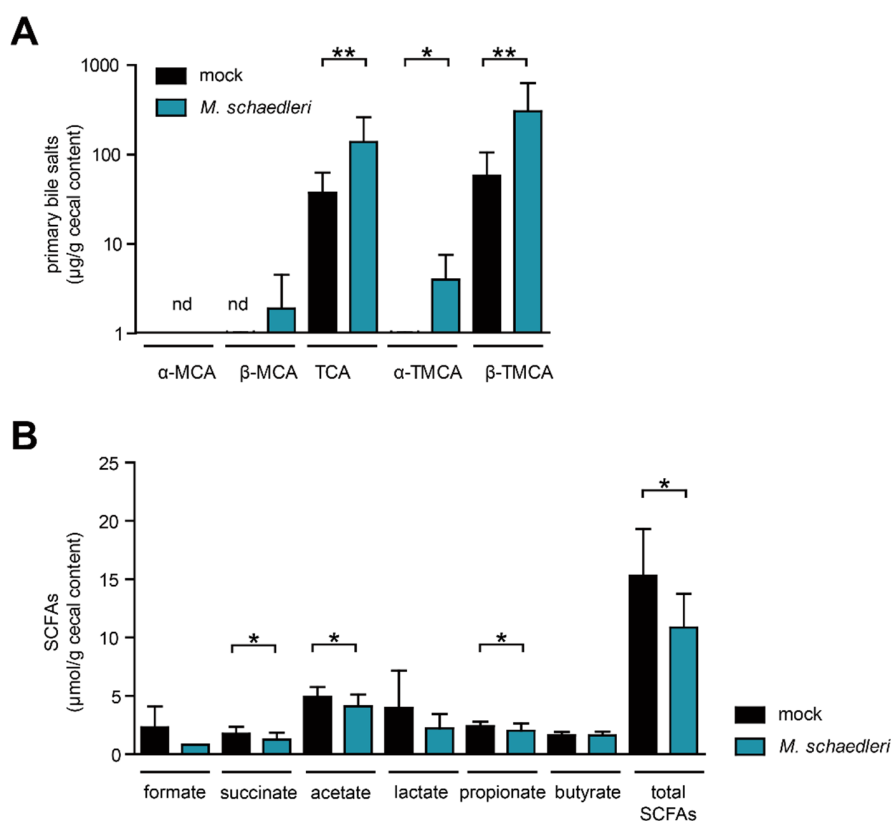 A
primary bile salts
(µg/g cecal content)
1000
100
10
1
mock
M. schaedleri
** * **
nd nd
α-MCA β-MCA TCA α-TMCA β-TMCA
B
SCFAs
(µmol/g cecal content)
25
20
15
10
5
0
*
* * *
mock
M. schaedleri
formate succinate acetate lactate propionate butyrate total
SCFAs